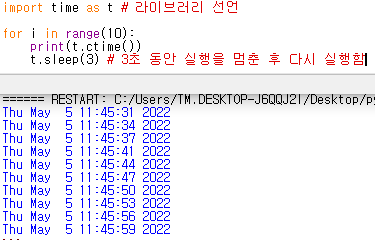 import time as t # 라이브러리 선언
for i in range(10):
    print(t.ctime())
    t.sleep(3) # 3초 동안 실행을 멈춘 후 다시 실행함
====== RESTART: C:/Users/TM.DESKTOP-J6QQJ2I/Desktop/p
Thu May  5 11:45:31 2022
Thu May  5 11:45:34 2022
Thu May  5 11:45:37 2022
Thu May  5 11:45:41 2022
Thu May  5 11:45:44 2022
Thu May  5 11:45:47 2022
Thu May  5 11:45:50 2022
Thu May  5 11:45:53 2022
Thu May  5 11:45:56 2022
Thu May  5 11:45:59 2022